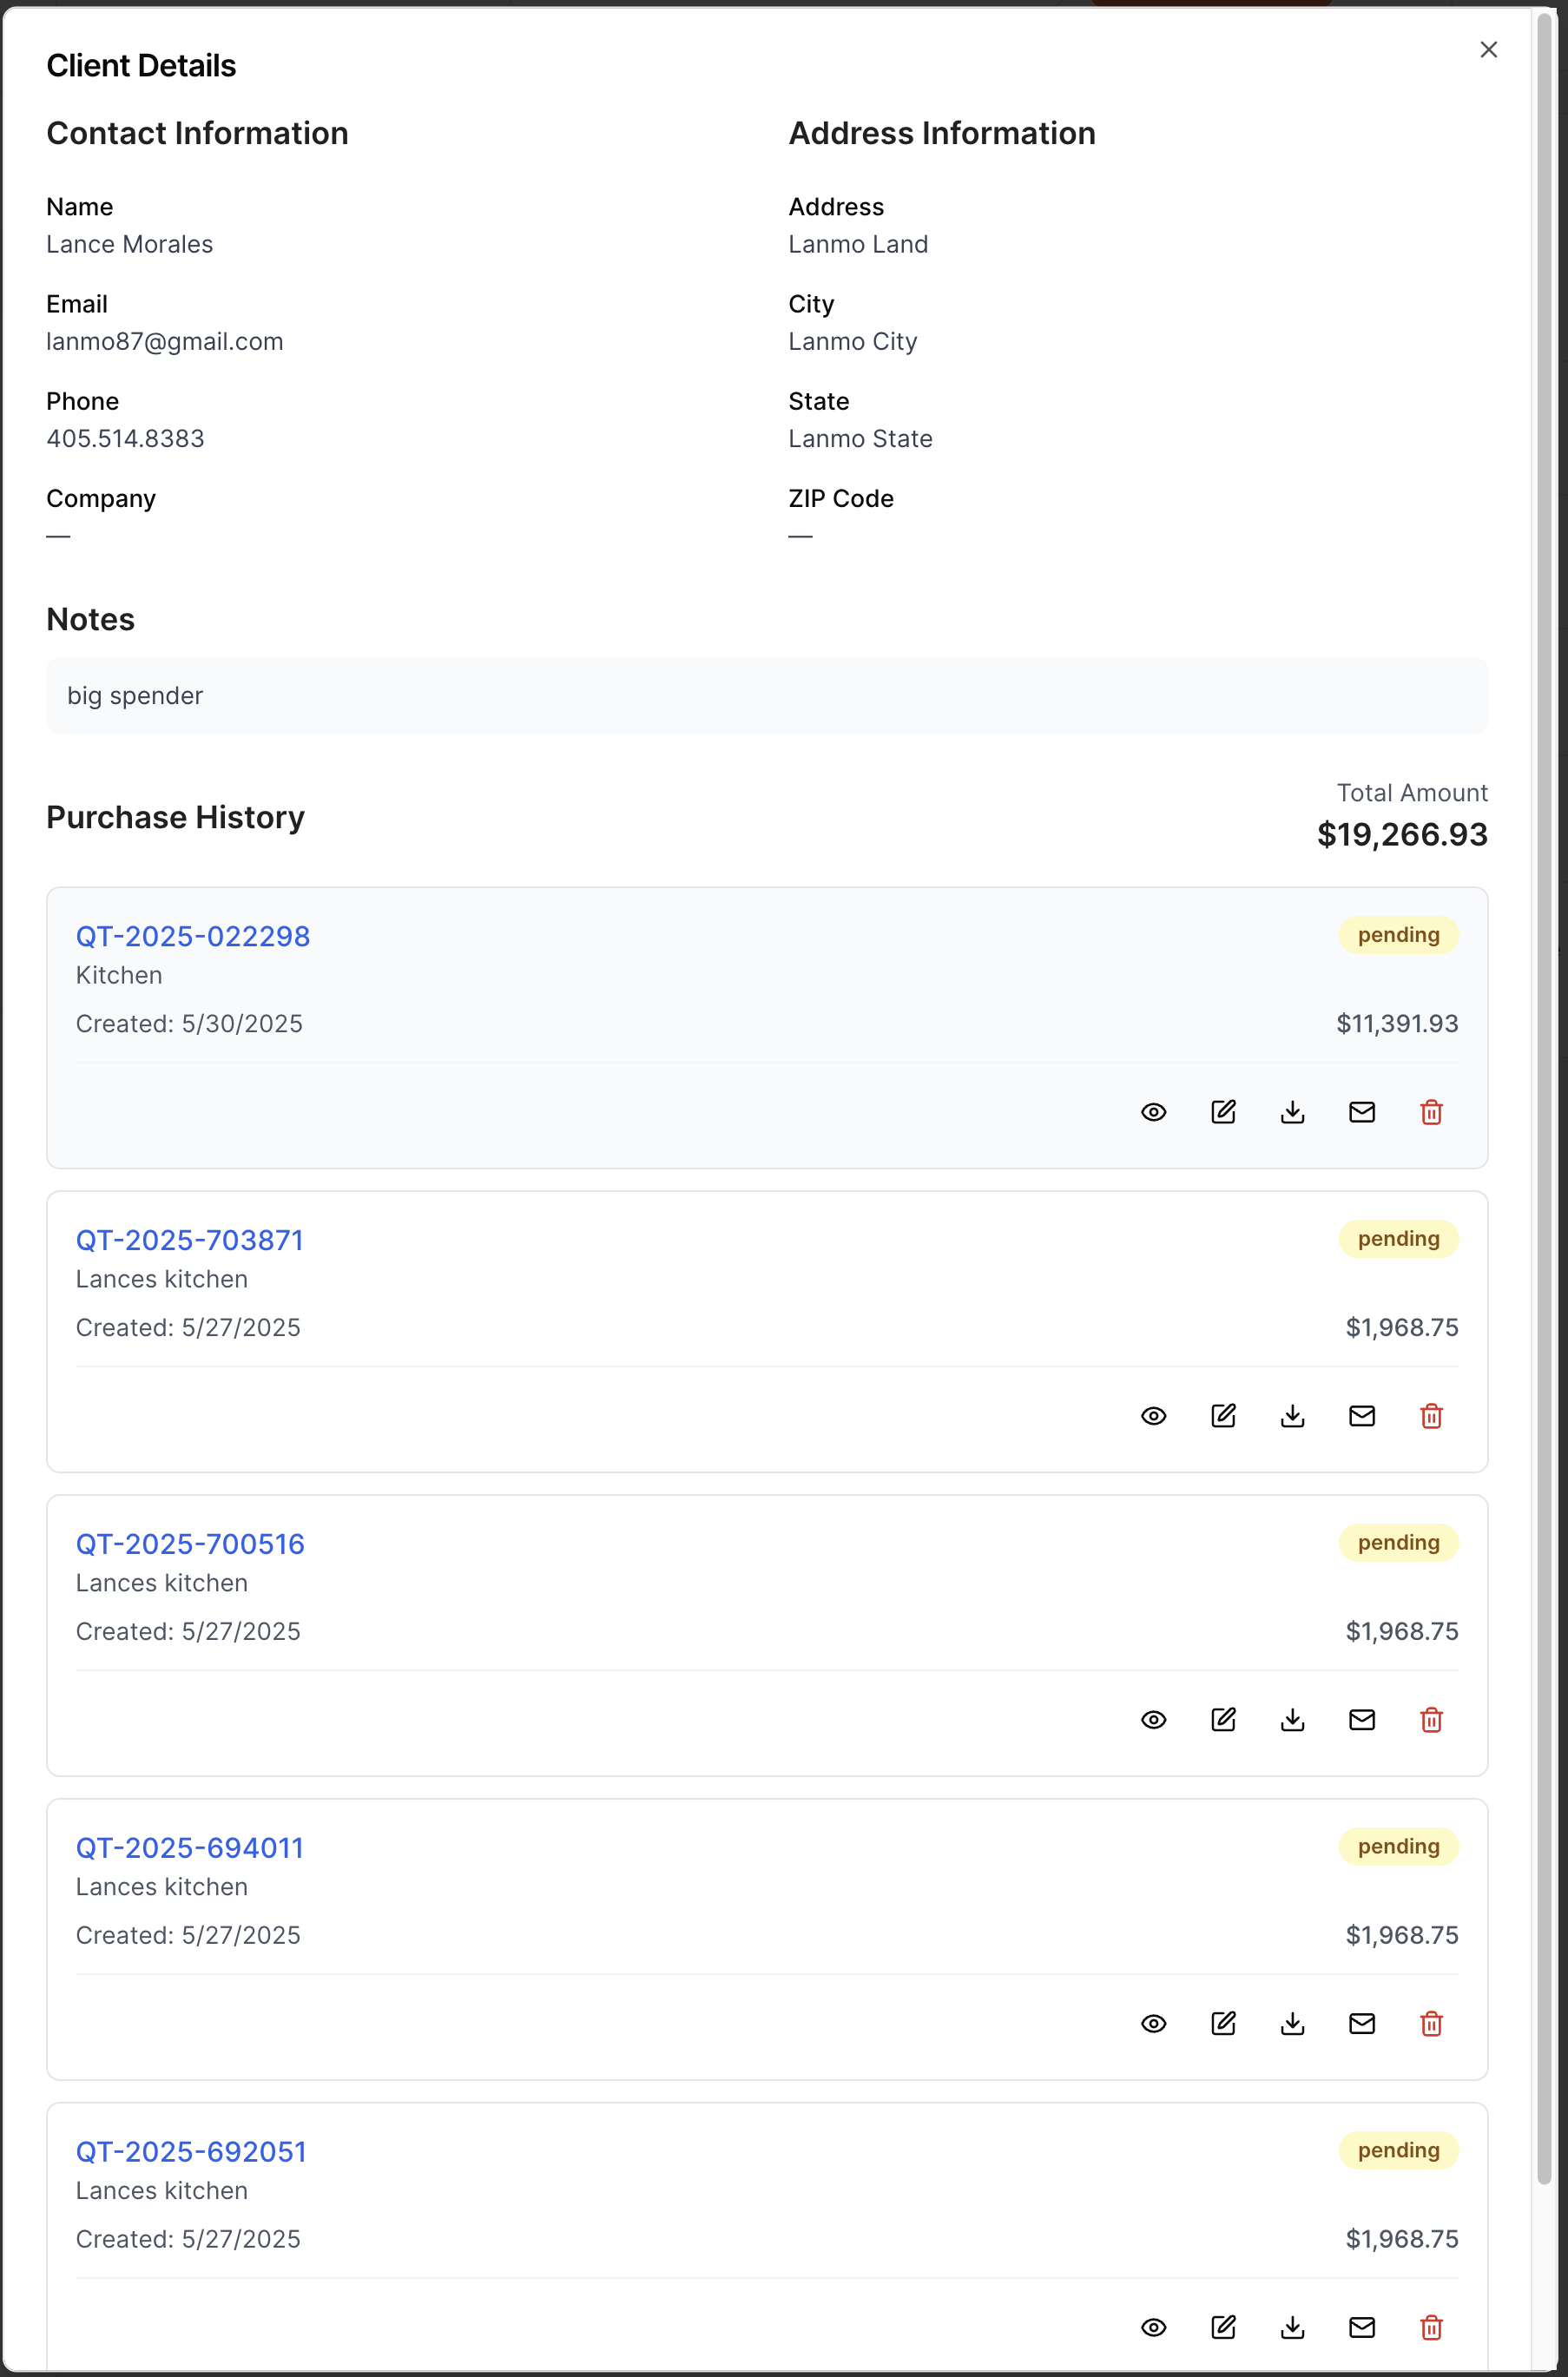 Client Details
Contact Information
Name
Lance Morales
Email
lanmo87@gmail.com
Phone
405.514.8383
Company
—
Address Information
Address
Lanmo Land
City
Lanmo City
State
Lanmo State
ZIP Code
—
Notes
big spender
Purchase History
Total Amount
$19,266.93
QT-2025-022298
pending
Kitchen
Created: 5/30/2025
$11,391.93
QT-2025-703871
pending
Lances kitchen
Created: 5/27/2025
$1,968.75
QT-2025-700516
pending
Lances kitchen
Created: 5/27/2025
$1,968.75
QT-2025-694011
pending
Lances kitchen
Created: 5/27/2025
$1,968.75
QT-2025-692051
pending
Lances kitchen
Created: 5/27/2025
$1,968.75